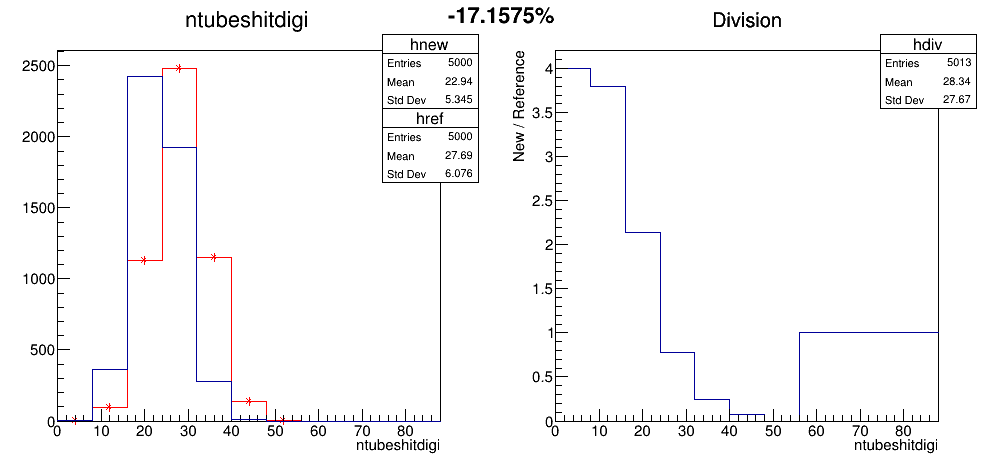 -17.1575%
ntubeshitdigi
hnew
Entries 5000
Mean 22.94
Std Dev 5.345
href
Entries 5000
Mean 27.69
Std Dev 6.076
2500
2000
1500
1000
500
0
0 10 20 30 40 50 60 70 80
ntubeshitdigi
Division
hdiv
Entries 5013
Mean 28.34
Std Dev 27.67
New / Reference
4
3.5
3
2.5
2
1.5
1
0.5
0
0 10 20 30 40 50 60 70 80
ntubeshitdigi